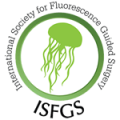 International Society for Fluorescence Guided Surgery
ISFGS